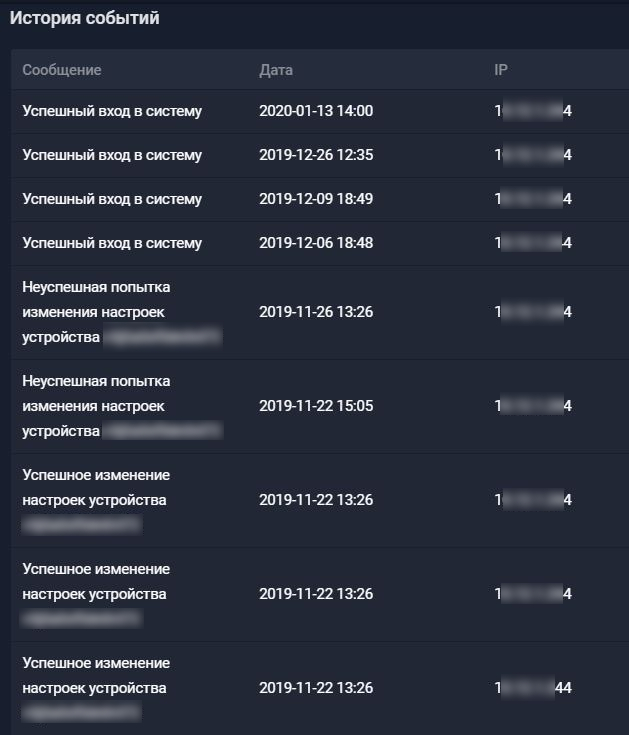 История событий
Сообщение Дата IP
Успешный вход в систему 2020-01-13 14:00 1 4
Успешный вход в систему 2019-12-26 12:35 1 4
Успешный вход в систему 2019-12-09 18:49 1 4
Успешный вход в систему 2019-12-06 18:48 1 4
Неуспешная попытка
изменения настроек 2019-11-26 13:26 1 4
устройства
Неуспешная попытка
изменения настроек 2019-11-22 15:05 1 4
устройства
Успешное изменение
настроек устройства 2019-11-22 13:26 1 4
Успешное изменение
настроек устройства 2019-11-22 13:26 1 4
Успешное изменение
настроек устройства 2019-11-22 13:26 1 44